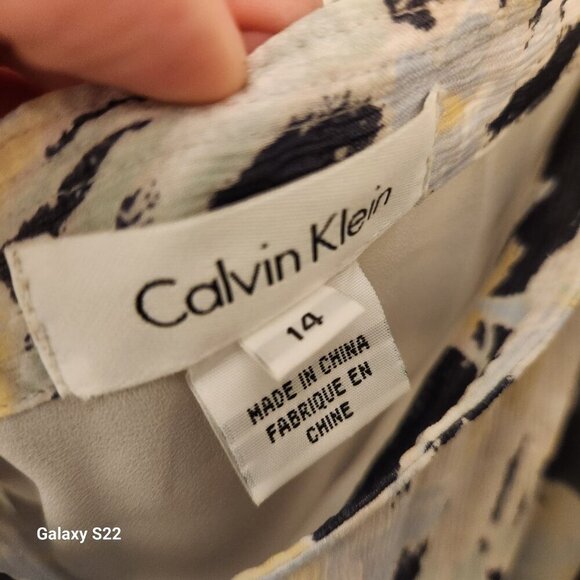 Calvin Klein
14
MADE IN CHINA
FABRIQUE EN
CHINE
Galaxy S22